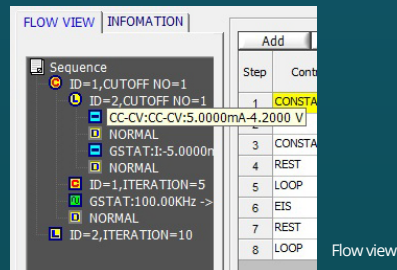 FLOW VIEW INFOMATION
Sequence
ID=1,CUTOFF NO=1
ID=2,CUTOFF NO=1
CC-CV:CC-CV:5.0000mA-4.2000 V
NORMAL
GSTAT:I:-5.0000m
NORMAL
ID=1,ITERATION=5
GSTAT:100.00KHz ->
NORMAL
ID=2,ITERATION=10
Add
Step Cont
1 CONSTA
3 CONSTA
4 REST
5 LOOP
6 EIS
7 REST
8 LOOP
Flow view